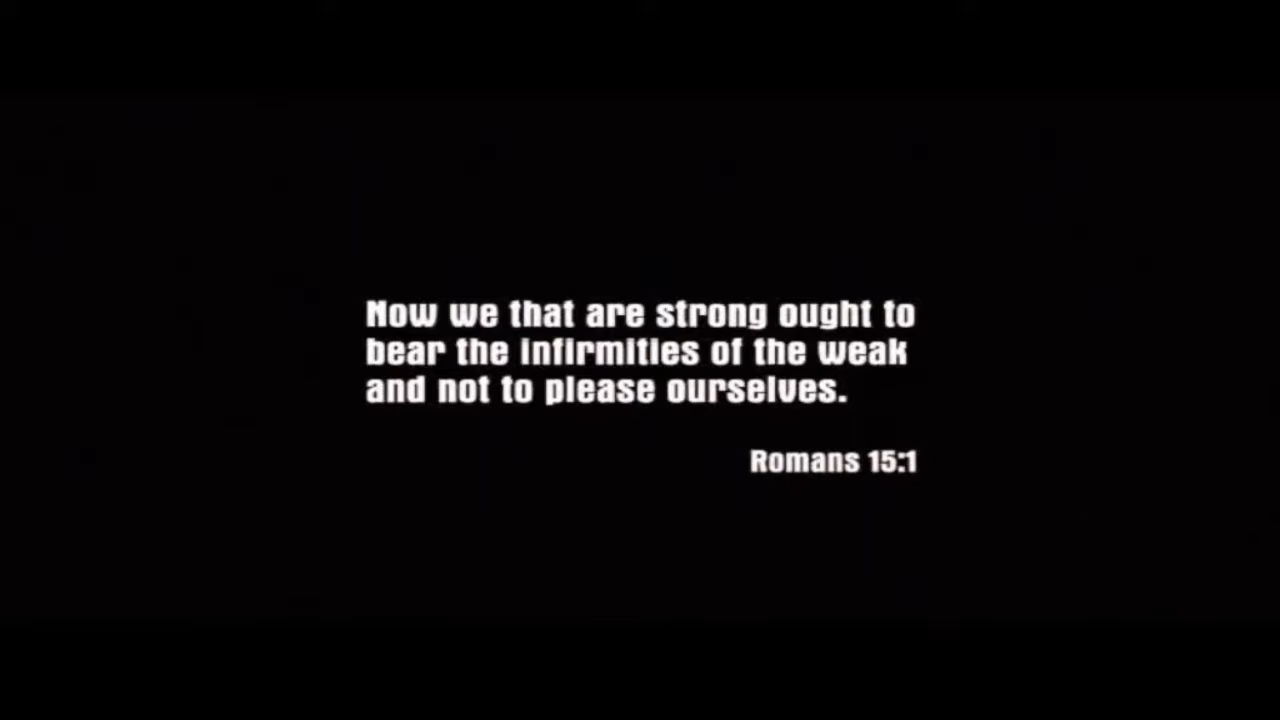 Now we that are strong ought to
bear the infirmities of the weak
and not to please ourselves.
Romans 15:1